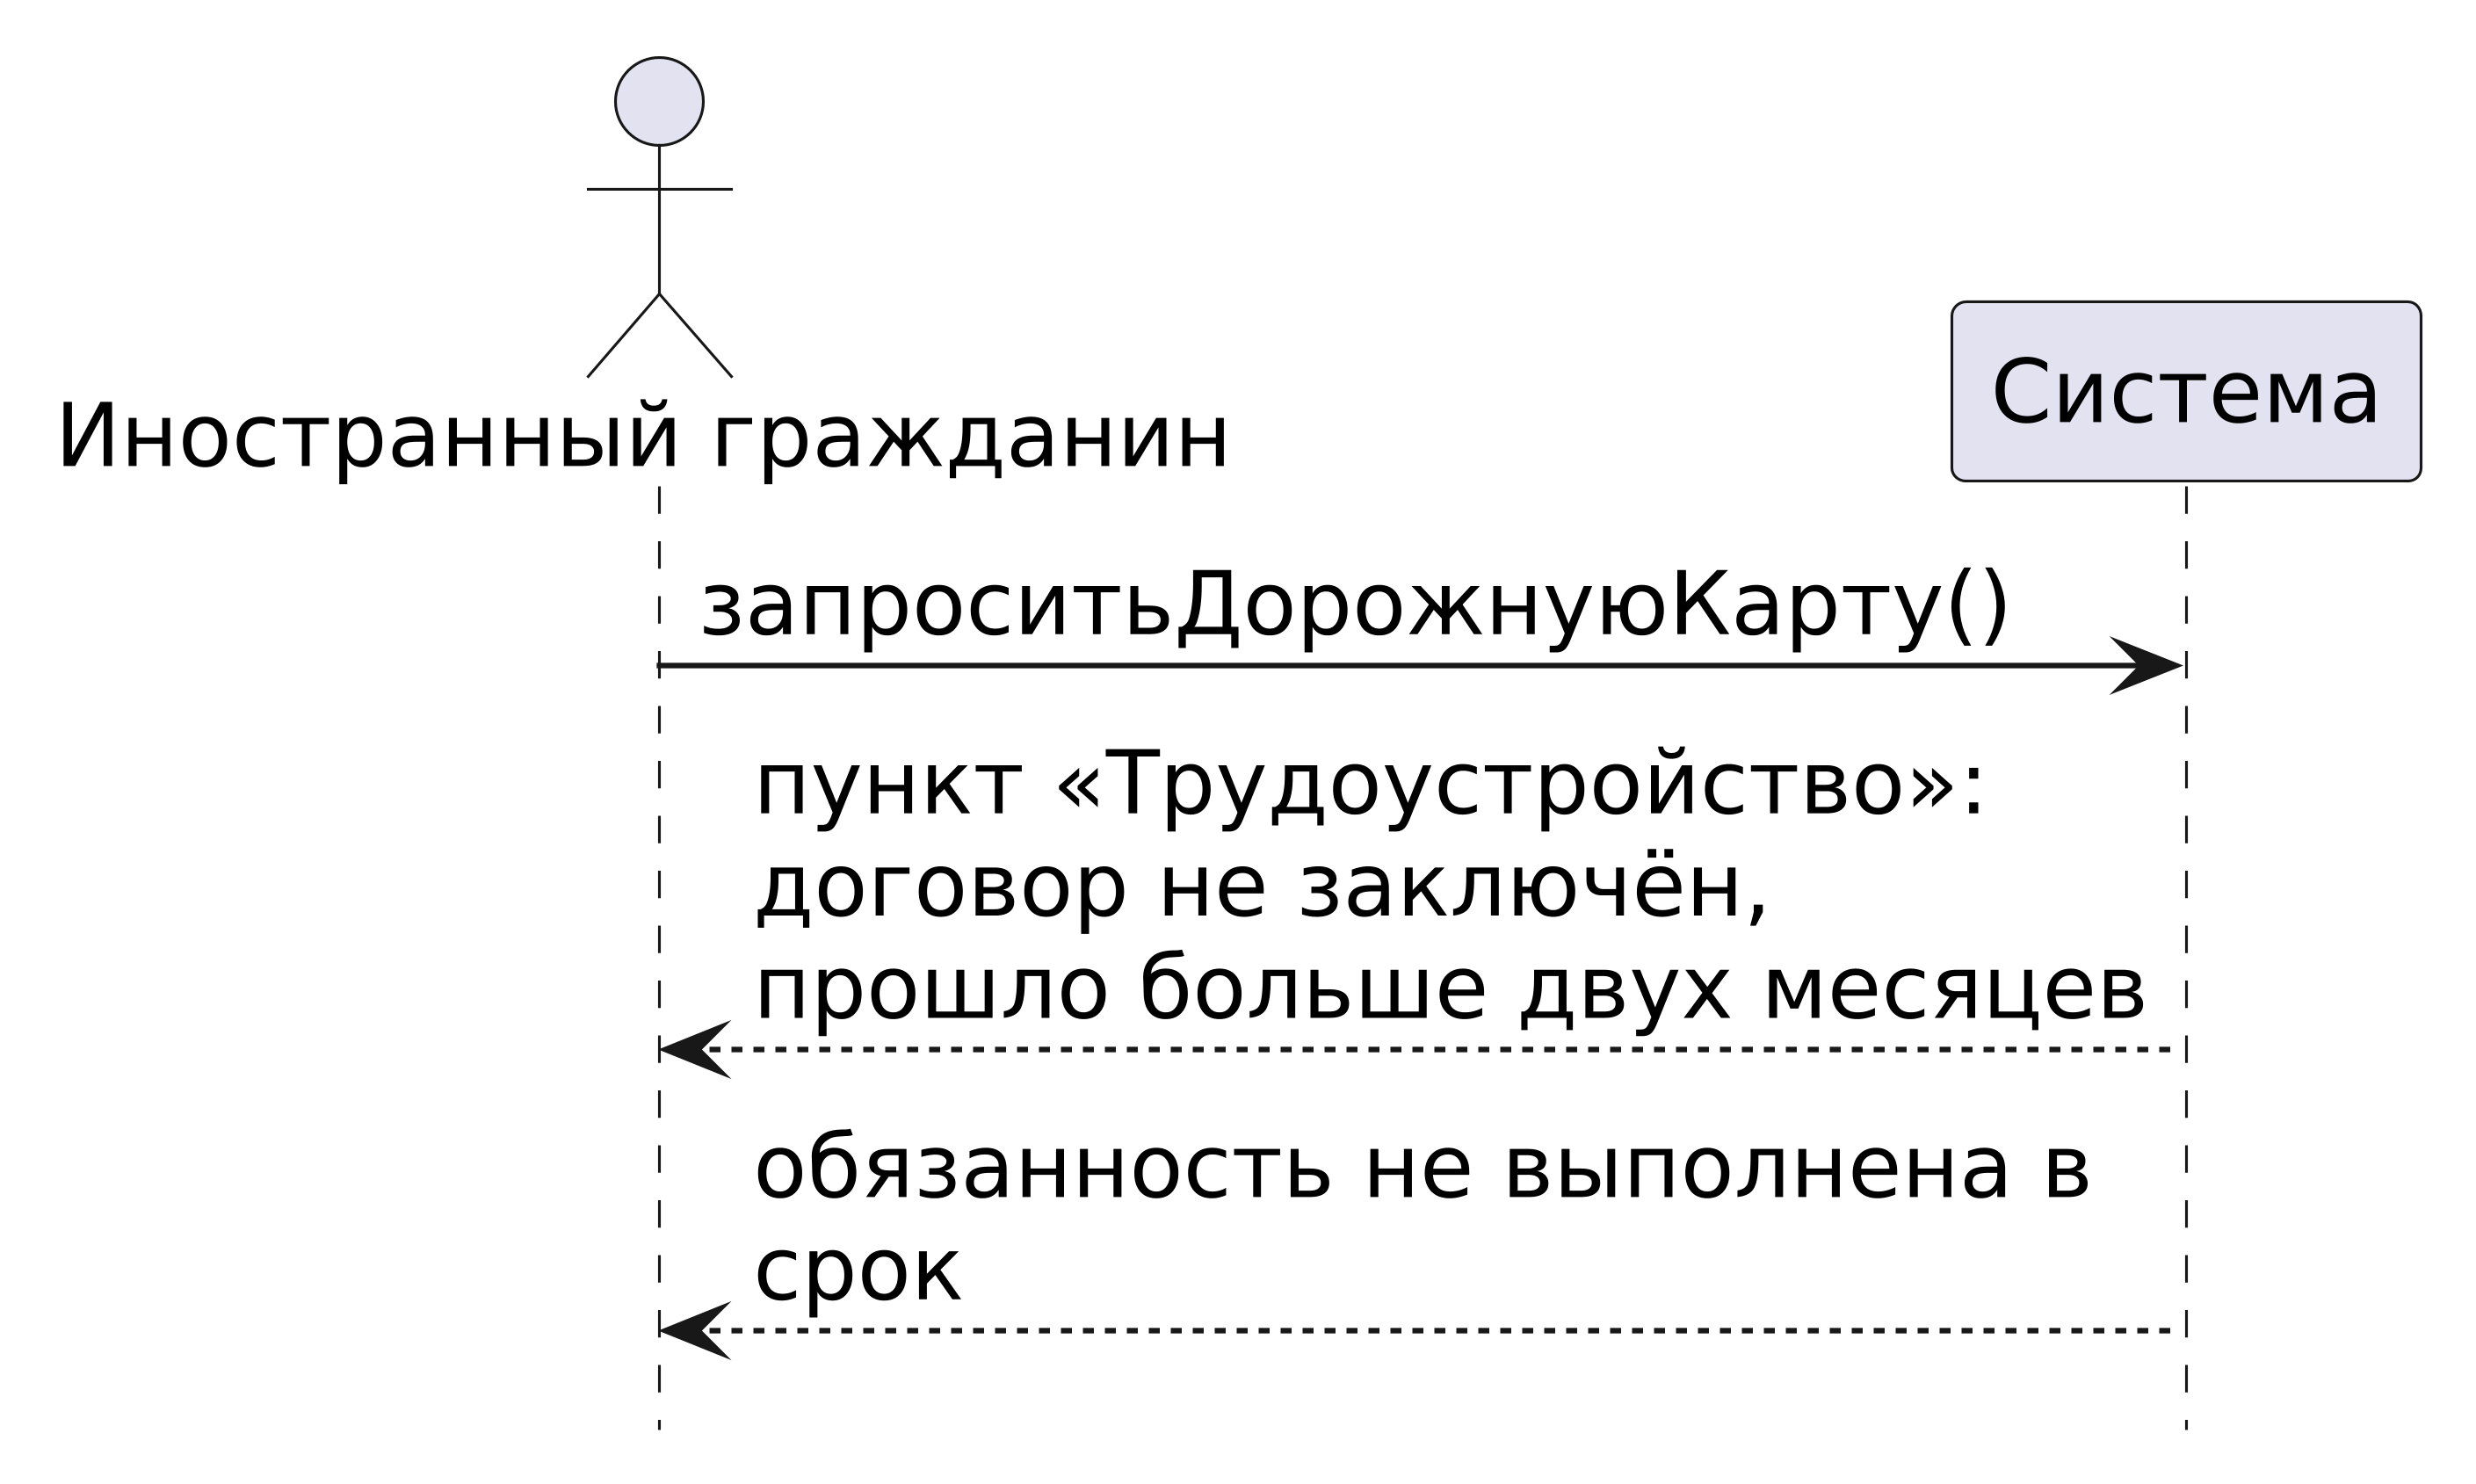 Иностранный гражданин
Система
запроситьДорожнуюКарту()
пункт «Трудоустройство»:
договор не заключён,
прошло больше двух месяцев
обязанность не выполнена в
срок